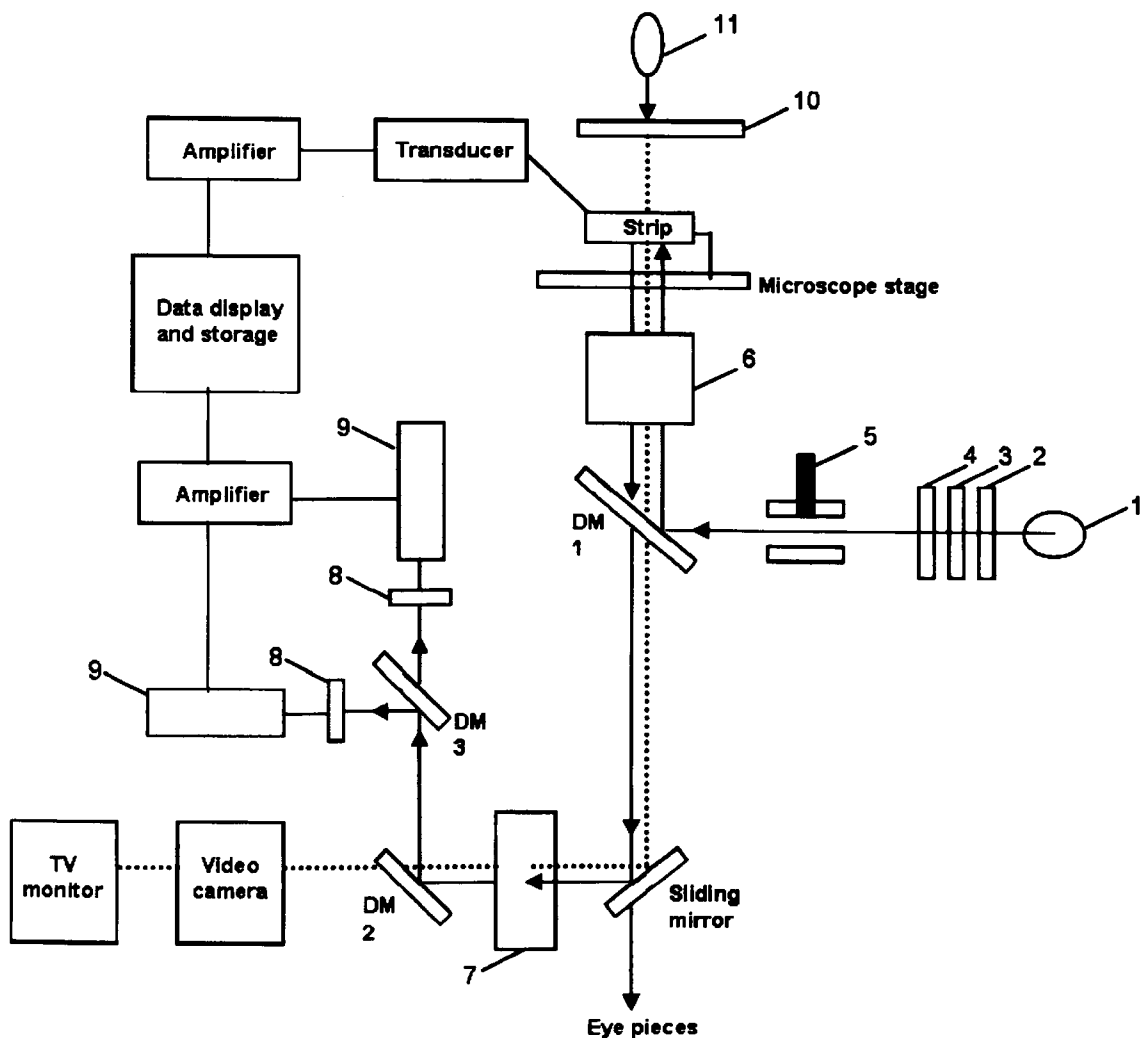 11
10
Amplifier
Transducer
Strip
Microscope stage
Data display
and storage
6
9
5
4
3
2
1
Amplifier
DM
1
8
8
9
DM
3
TV
monitor
Video
camera
DM
2
Sliding
mirror
7
Eye pieces